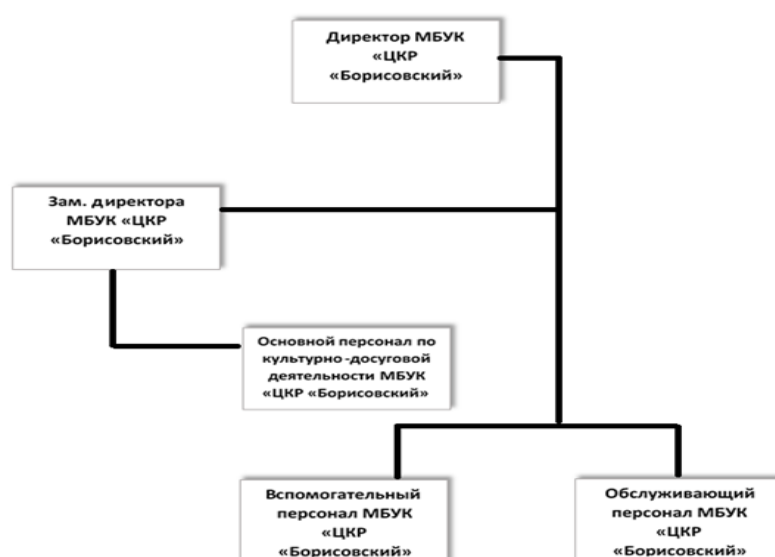 Директор МБУК
«ЦКР
«Борисовский»
Зам. директора
МБУК «ЦКР
«Борисовский»
Основной персонал по
культурно-досуговой
деятельности МБУК
«ЦКР «Борисовский»
Вспомогательный
персонал МБУК
«ЦКР
«Борисовский»
Обслуживающий
персонал МБУК
«ЦКР
«Борисовский»